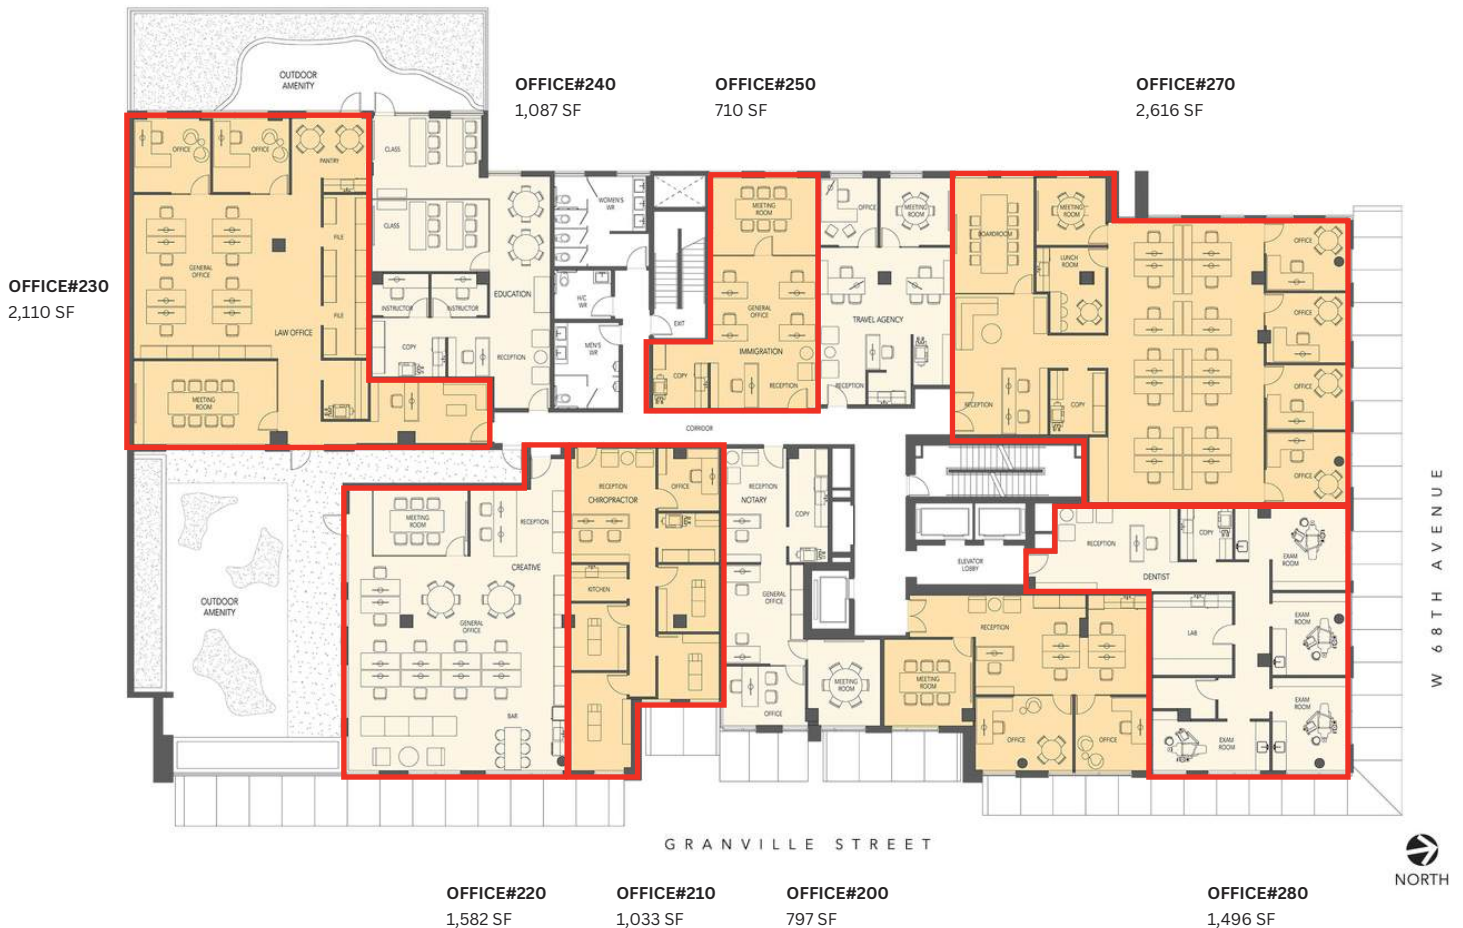 OUTDOOR
AMENITY
OFFICE#240
1,087 SF
OFFICE#250
710 SF
OFFICE#270
2,616 SF
OFFICE#230
2,110 SF
OFFICE
OFFICE
PANTRY
FILE
GENERAL
OFFICE
FILE
LAW OFFICE
MEETING
ROOM
CLASS
CLASS
INSTRUCTOR
INSTRUCTOR
EDUCATION
COPY
RECEPTION
WOMEN'S
WR
H/C
WR
MEN'S
WR
EXIT
MEETING
ROOM
GENERAL
OFFICE
IMMIGRATION
COPY
RECEPTION
OFFICE
MEETING
ROOM
TRAVEL AGENCY
RECEPTION
BOARDROOM
MEETING
ROOM
LUNCH
ROOM
RECEPTION
COPY
OFFICE
OFFICE
OFFICE
OFFICE
CORRIDOR
OUTDOOR
AMENITY
MEETING
ROOM
RECEPTION
CREATIVE
GENERAL
OFFICE
BAR
RECEPTION
CHIROPRACTOR
OFFICE
KITCHEN
RECEPTION
NOTARY
COPY
GENERAL
OFFICE
OFFICE
MEETING
ROOM
ELEVATOR
LOBBY
RECEPTION
MEETING
ROOM
OFFICE
OFFICE
RECEPTION
COPY
DENTIST
EXAM
ROOM
LAB
EXAM
ROOM
EXAM
ROOM
EXAM
ROOM
W 68TH AVENUE
GRANVILLE STREET
NORTH
OFFICE#220
1,582 SF
OFFICE#210
1,033 SF
OFFICE#200
797 SF
OFFICE#280
1,496 SF